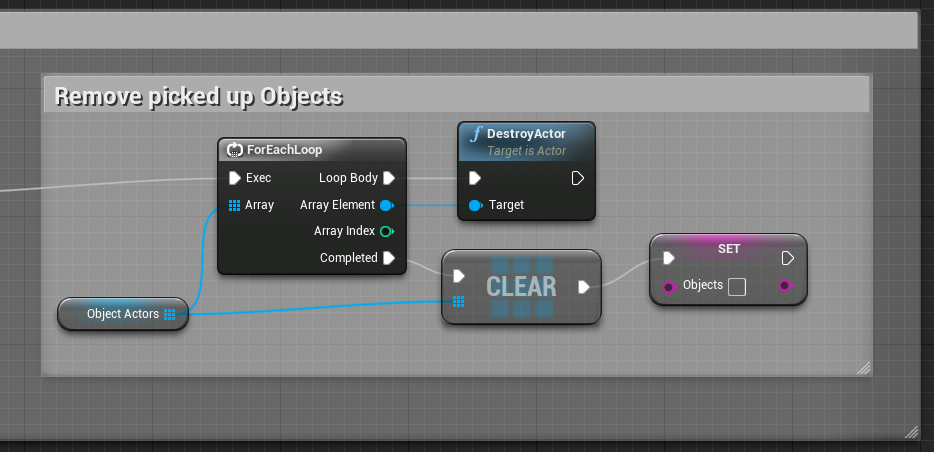 Remove picked up Objects
ForEachLoop
Exec
Loop Body
Array
Array Element
Array Index
Completed
f DestroyActor
Target is Actor
Target
Object Actors
CLEAR
SET
Objects